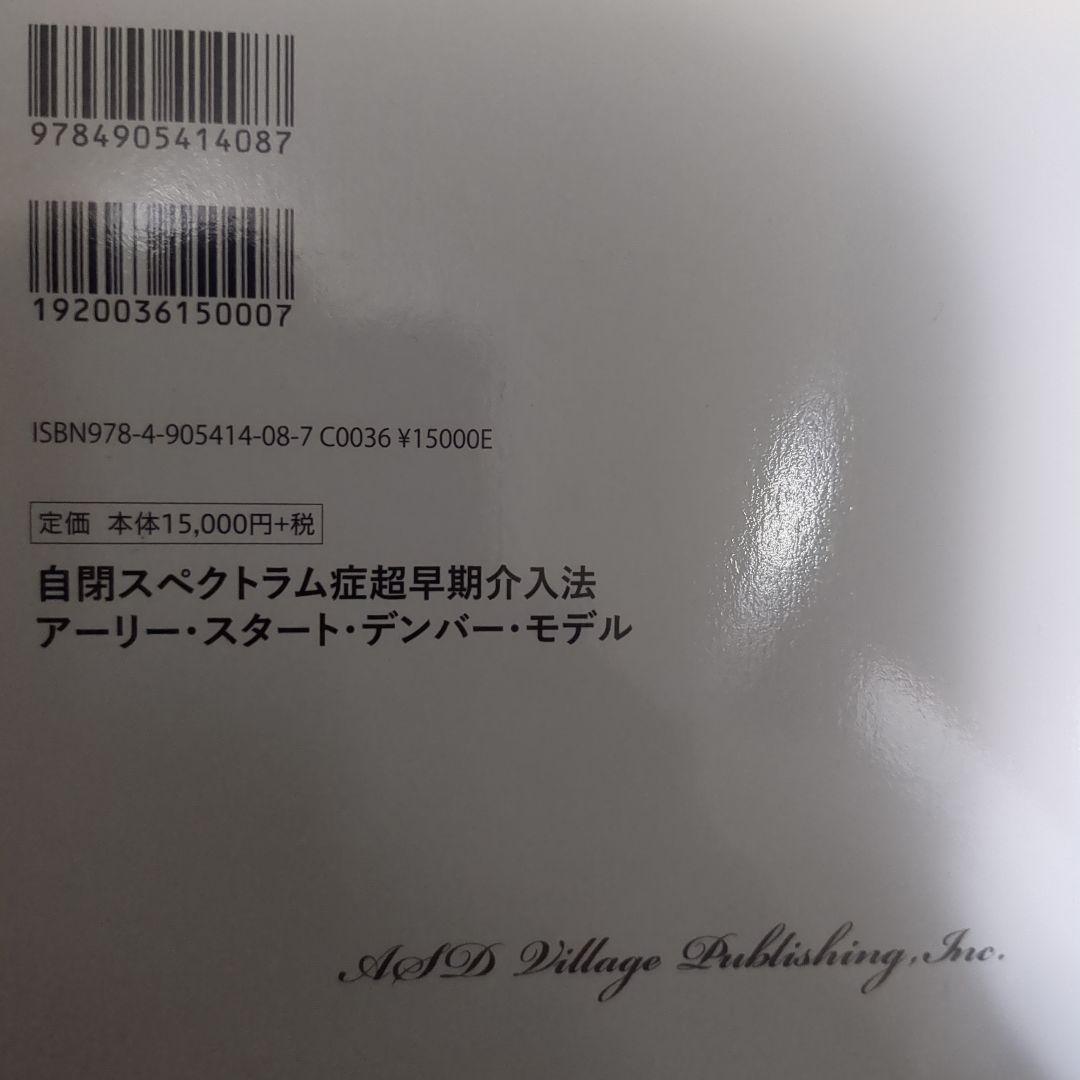 9784905414087
1920036150007
ISBN978-4-905414-08-7 C0036 ¥15000E
定価 本体15,000円+税
自閉スペクトラム症超早期介入法
アーリー・スタート・デンバー・モデル
ASD Village Publishing,Inc.